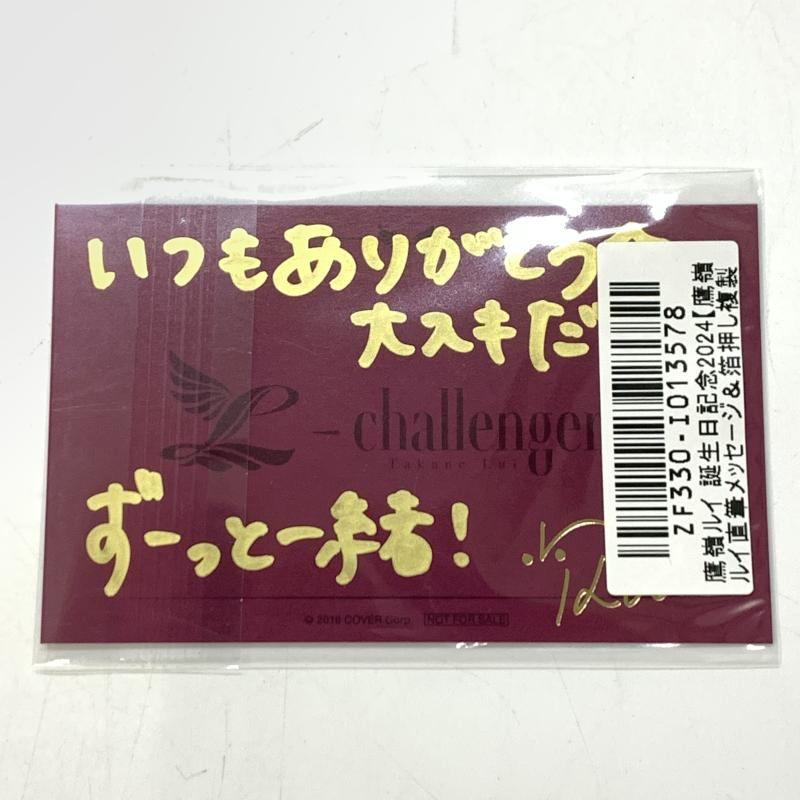 いつもありがとう
大スキだ
L-challenger
Takane Lui
ずーっと一緒!
© 2016 COVER Corp. NOT FOR SALE
ZF330-I013578
鷹嶺ルイ 誕生日記念2024【鷹嶺
ルイ直筆メッセージ&箔押し複製